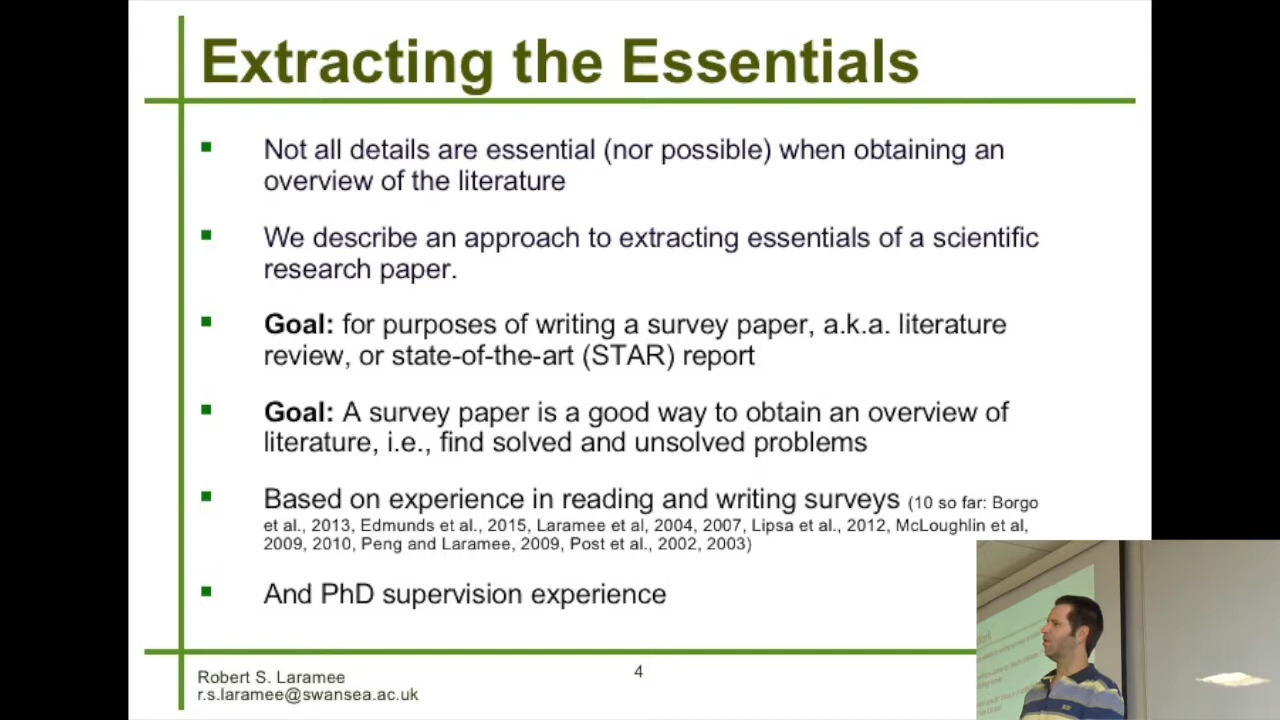 Extracting the Essentials
Not all details are essential (nor possible) when obtaining an
overview of the literature
We describe an approach to extracting essentials of a scientific
research paper.
Goal: for purposes of writing a survey paper, a.k.a. literature
review, or state-of-the-art (STAR) report
Goal: A survey paper is a good way to obtain an overview of
literature, i.e., find solved and unsolved problems
Based on experience in reading and writing surveys (10 so far: Borgo
et al., 2013, Edmunds et al., 2015, Laramee et al, 2004, 2007, Lipsa et al., 2012, McLoughlin et al,
2009, 2010, Peng and Laramee, 2009, Post et al., 2002, 2003)
And PhD supervision experience
Robert S. Laramee
r.s.laramee@swansea.ac.uk
4